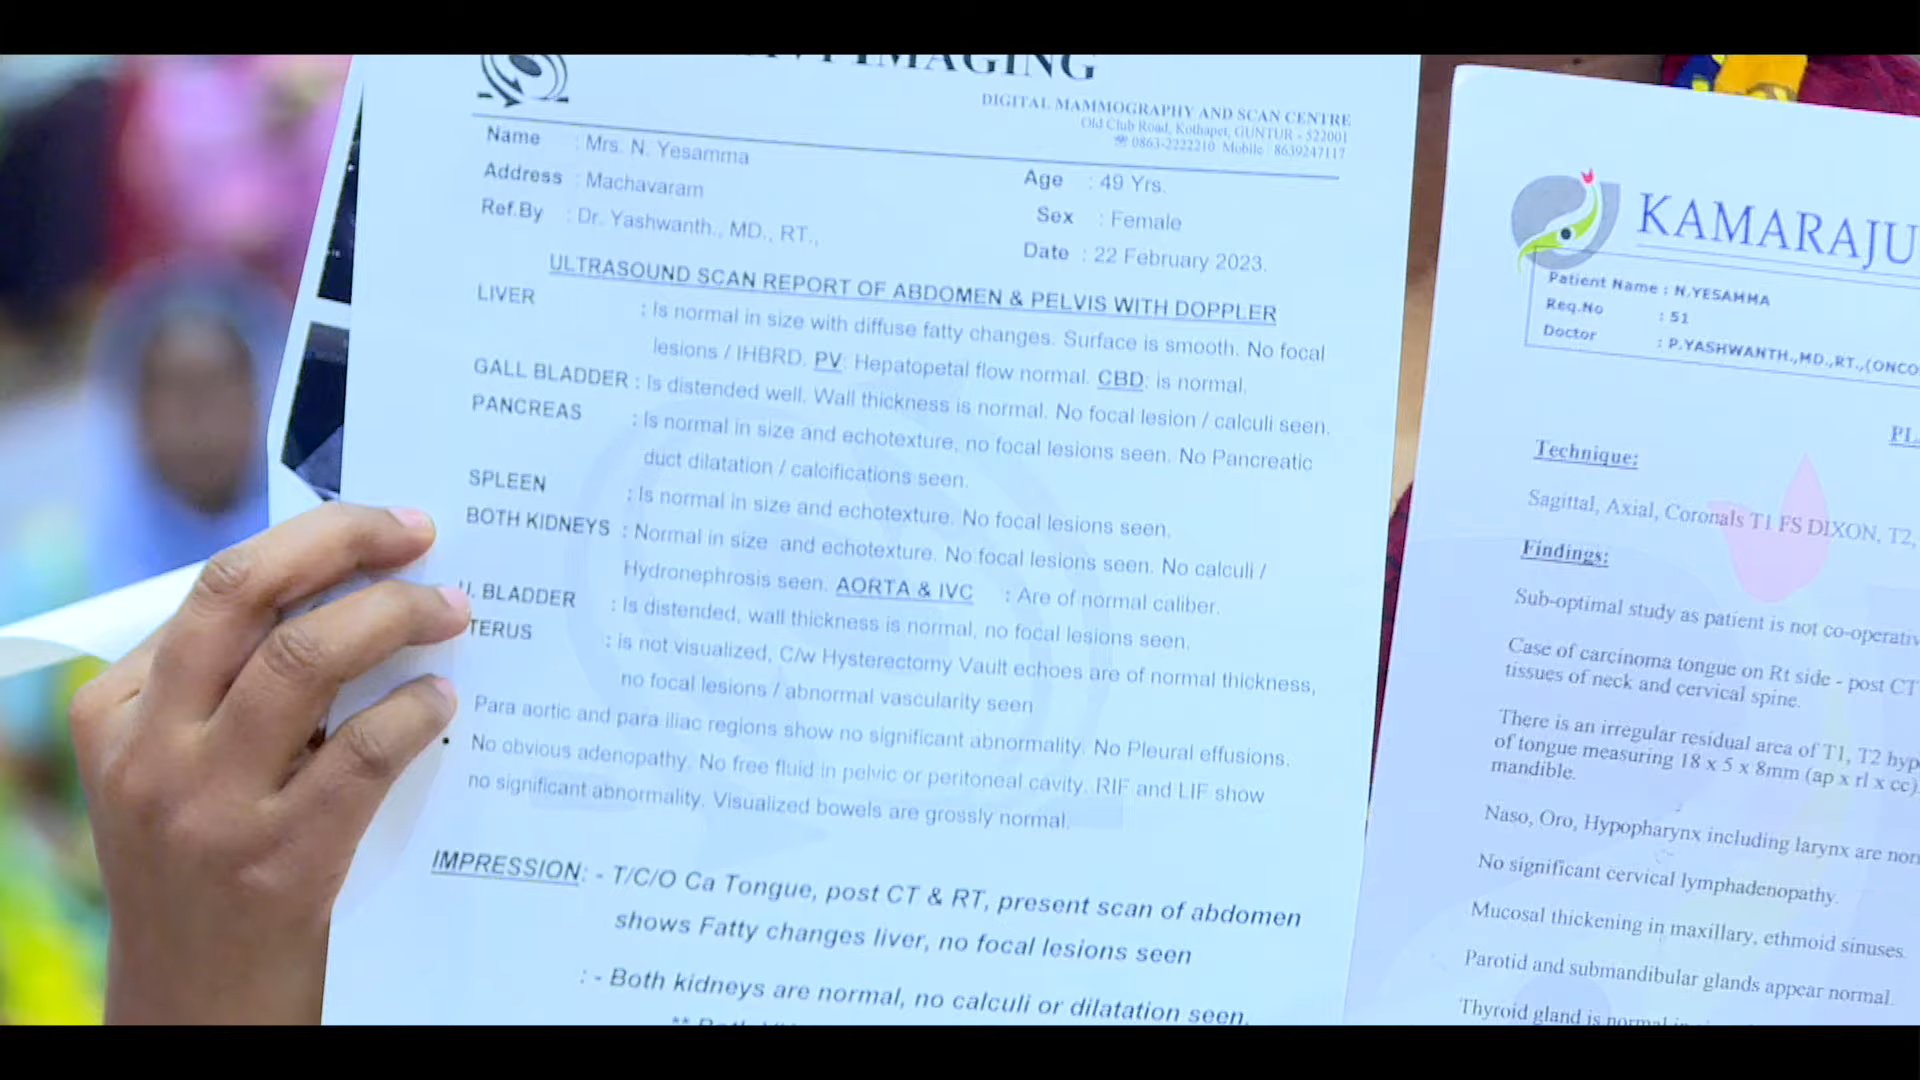 IMAGING
DIGITAL MAMMOGRAPHY AND SCAN CENTRE
Old Club Road, Kothapet, GUNTUR - 522001
☎ 0863-2222210 Mobile : 8639247117
Name : Mrs. N. Yesamma
Address : Machavaram
Ref.By : Dr. Yashwanth., MD., RT.,
Age : 49 Yrs.
Sex : Female
Date : 22 February 2023.
ULTRASOUND SCAN REPORT OF ABDOMEN & PELVIS WITH DOPPLER
LIVER : Is normal in size with diffuse fatty changes. Surface is smooth. No focal
lesions / IHBRD. PV: Hepatopetal flow normal. CBD: is normal.
GALL BLADDER : Is distended well. Wall thickness is normal. No focal lesion / calculi seen.
PANCREAS : Is normal in size and echotexture, no focal lesions seen. No Pancreatic
duct dilatation / calcifications seen.
SPLEEN : Is normal in size and echotexture. No focal lesions seen.
BOTH KIDNEYS : Normal in size and echotexture. No focal lesions seen. No calculi /
Hydronephrosis seen. AORTA & IVC : Are of normal caliber.
U. BLADDER : Is distended, wall thickness is normal, no focal lesions seen.
TERUS : is not visualized, C/w Hysterectomy Vault echoes are of normal thickness,
no focal lesions / abnormal vascularity seen
Para aortic and para iliac regions show no significant abnormality. No Pleural effusions.
• No obvious adenopathy. No free fluid in pelvic or peritoneal cavity. RIF and LIF show
no significant abnormality. Visualized bowels are grossly normal.
IMPRESSION: - T/C/O Ca Tongue, post CT & RT, present scan of abdomen
shows Fatty changes liver, no focal lesions seen
: - Both kidneys are normal, no calculi or dilatation seen.
KAMARAJU
Patient Name : N.YESAMMA
Req.No : 51
Doctor : P.YASHWANTH.,MD.,RT.,(ONCO
PL
Technique:
Sagittal, Axial, Coronals T1 FS DIXON, T2,
Findings:
Sub-optimal study as patient is not co-operativ
Case of carcinoma tongue on Rt side - post CT
tissues of neck and cervical spine.
There is an irregular residual area of T1, T2 hyp
of tongue measuring 18 x 5 x 8mm (ap x rl x cc)
mandible.
Naso, Oro, Hypopharynx including larynx are nor
No significant cervical lymphadenopathy.
Mucosal thickening in maxillary, ethmoid sinuses.
Parotid and submandibular glands appear normal.
Thyroid gland is normal in